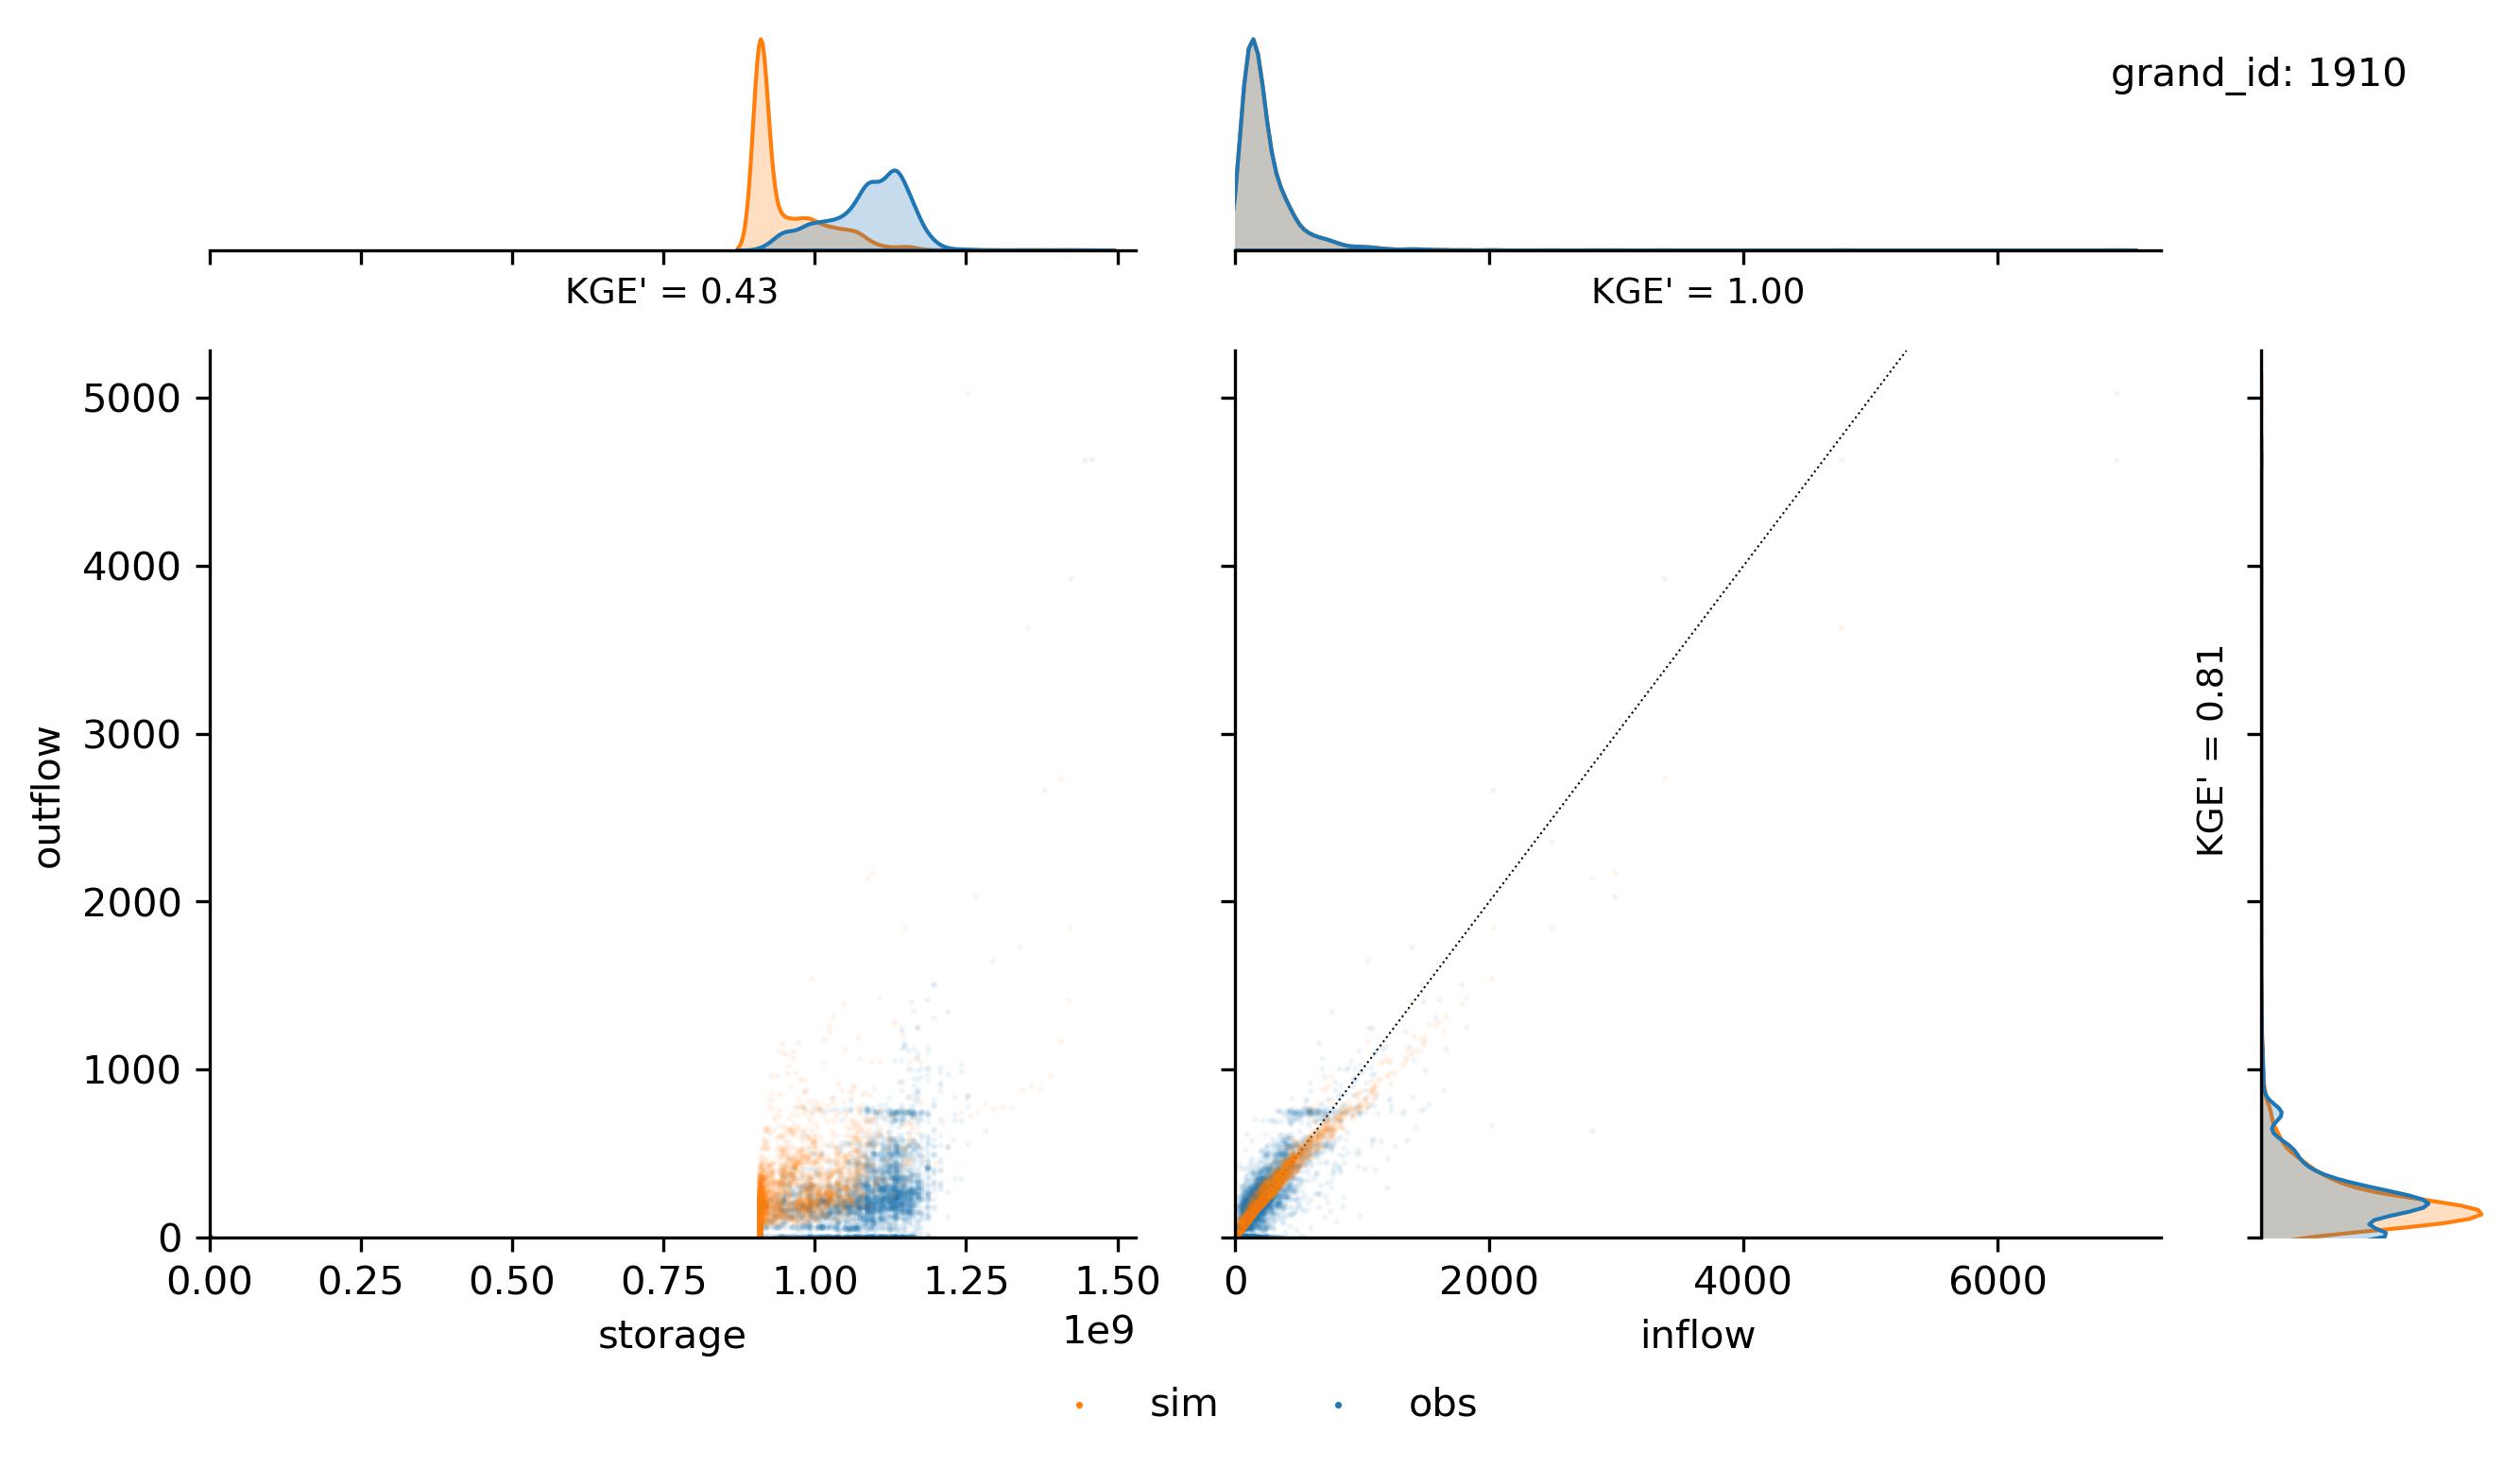 grand_id: 1910
KGE' = 0.43
KGE' = 1.00
5000
4000
3000
2000
1000
0
outflow
KGE' = 0.81
0.00 0.25 0.50 0.75 1.00 1.25 1.50
1e9
storage
0 2000 4000 6000
inflow
sim obs